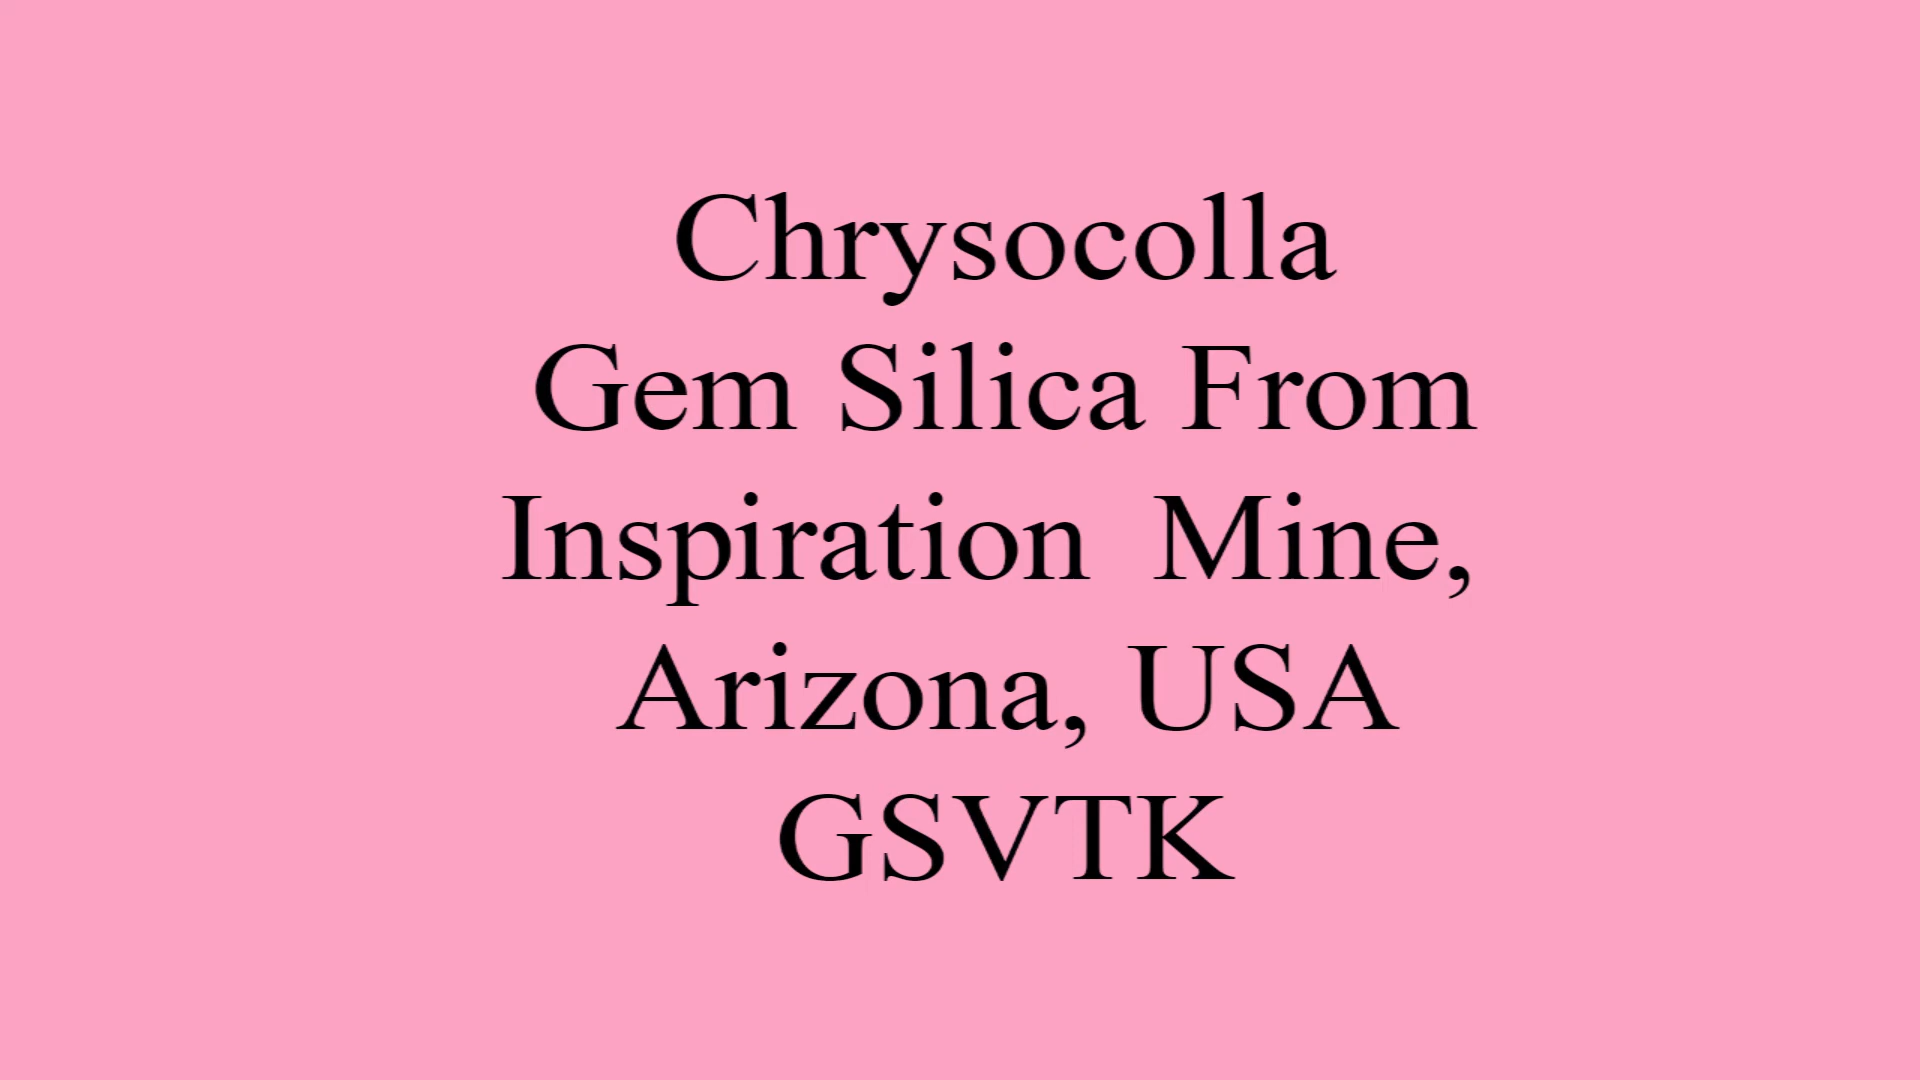 Chrysocolla
Gem Silica From
Inspiration  Mine,
Arizona, USA
GSVTK